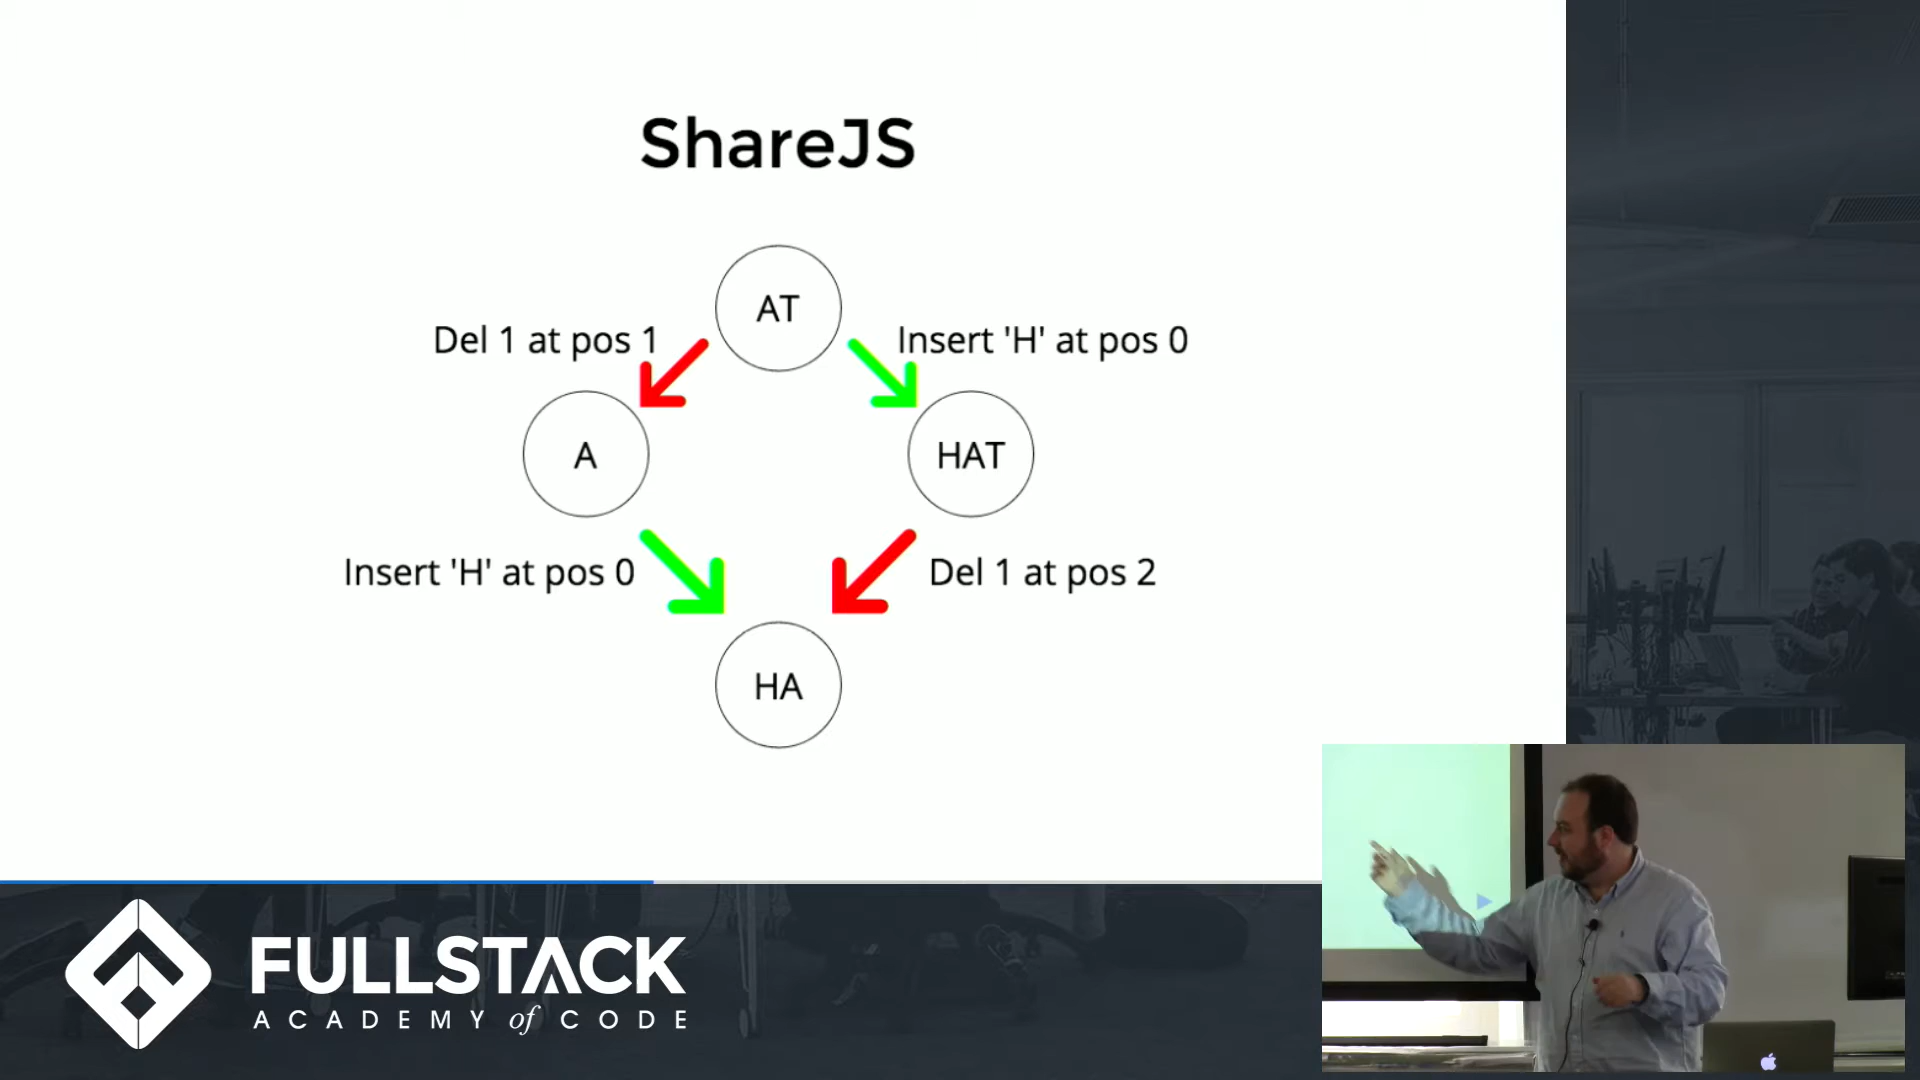 ShareJS
AT
Del 1 at pos 1
Insert 'H' at pos 0
A
HAT
Insert 'H' at pos 0
Del 1 at pos 2
HA
FULLSTACK
ACADEMY of CODE